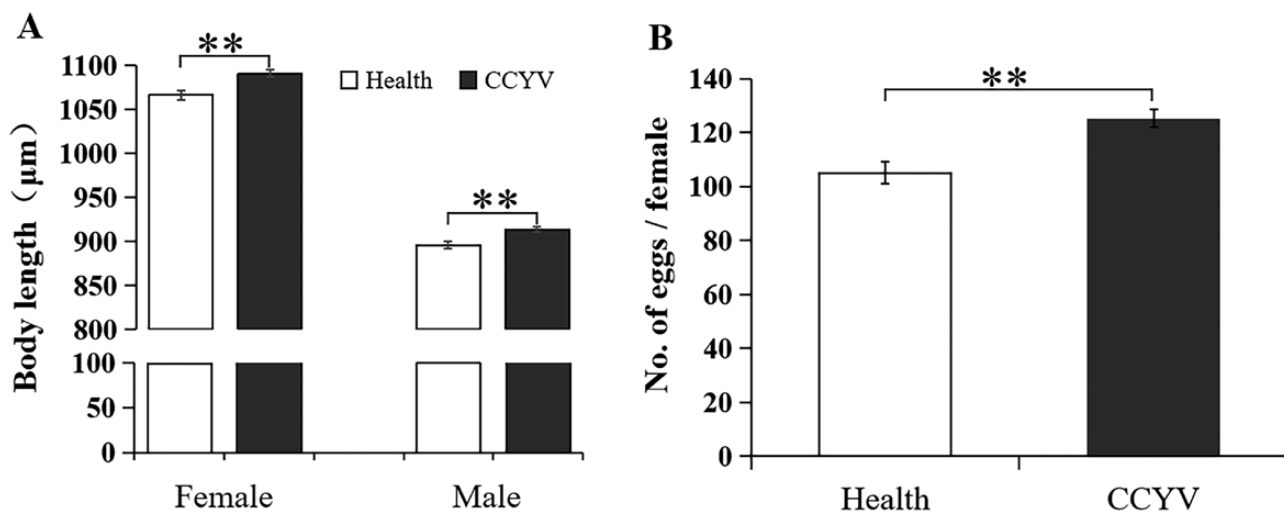 A
**
Health
CCYV
**
Body length（μm）
1100
1050
1000
950
900
850
800
100
50
0
Female
Male
B
**
No. of eggs / female
140
120
100
80
60
40
20
0
Health
CCYV